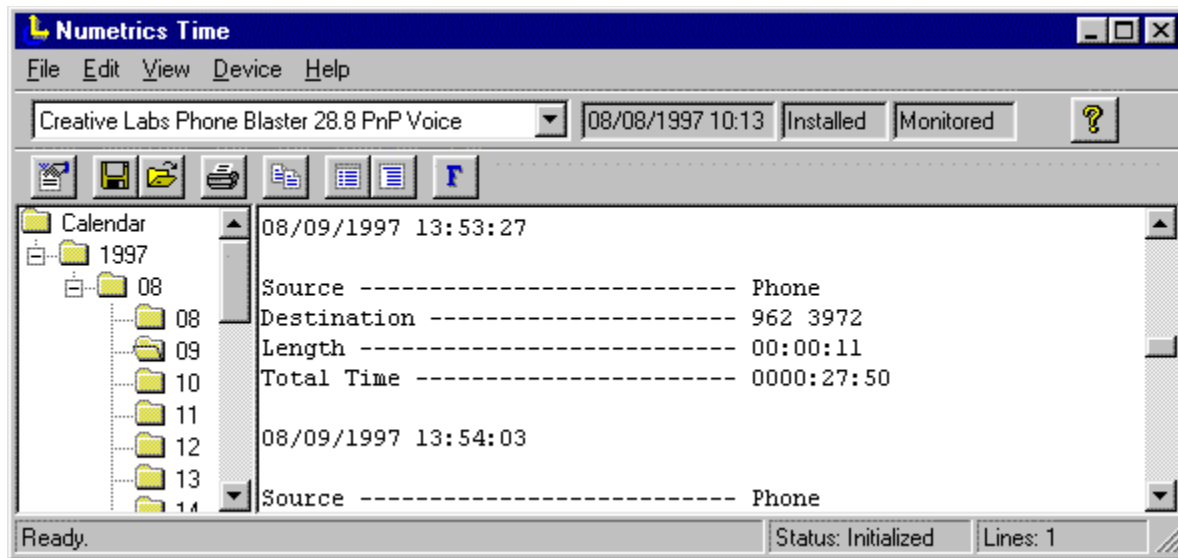 Numetrics Time
File Edit View Device Help
Creative Labs Phone Blaster 28.8 PnP Voice 08/08/1997 10:13 Installed Monitored ?
F
Calendar
1997
08
08
09
10
11
12
13
14
08/09/1997 13:53:27
Source --------------------------- Phone
Destination ---------------------- 962 3972
Length --------------------------- 00:00:11
Total Time ----------------------- 0000:27:50
08/09/1997 13:54:03
Source --------------------------- Phone
Ready. Status: Initialized Lines: 1